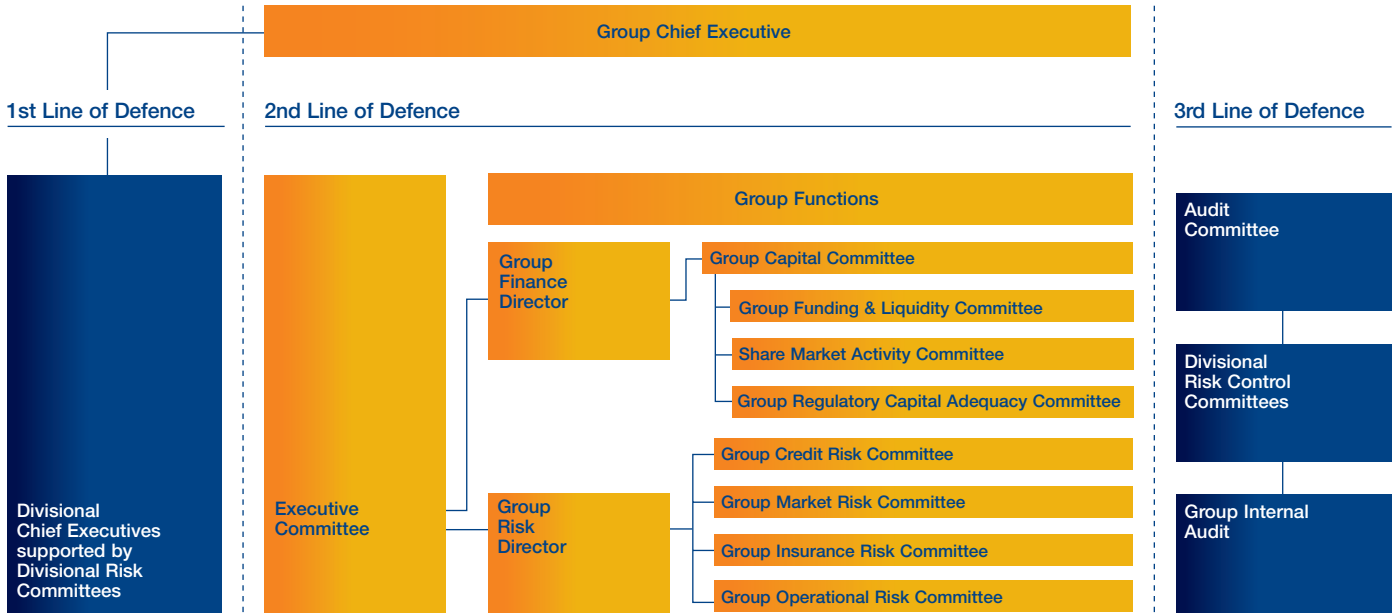 Group Chief Executive
1st Line of Defence
2nd Line of Defence
3rd Line of Defence
Divisional
Chief Executives
supported by
Divisional Risk
Committees
Executive
Committee
Group Functions
Group
Finance
Director
Group Capital Committee
Group Funding & Liquidity Committee
Share Market Activity Committee
Group Regulatory Capital Adequacy Committee
Group
Risk
Director
Group Credit Risk Committee
Group Market Risk Committee
Group Insurance Risk Committee
Group Operational Risk Committee
Audit
Committee
Divisional
Risk Control
Committees
Group Internal
Audit